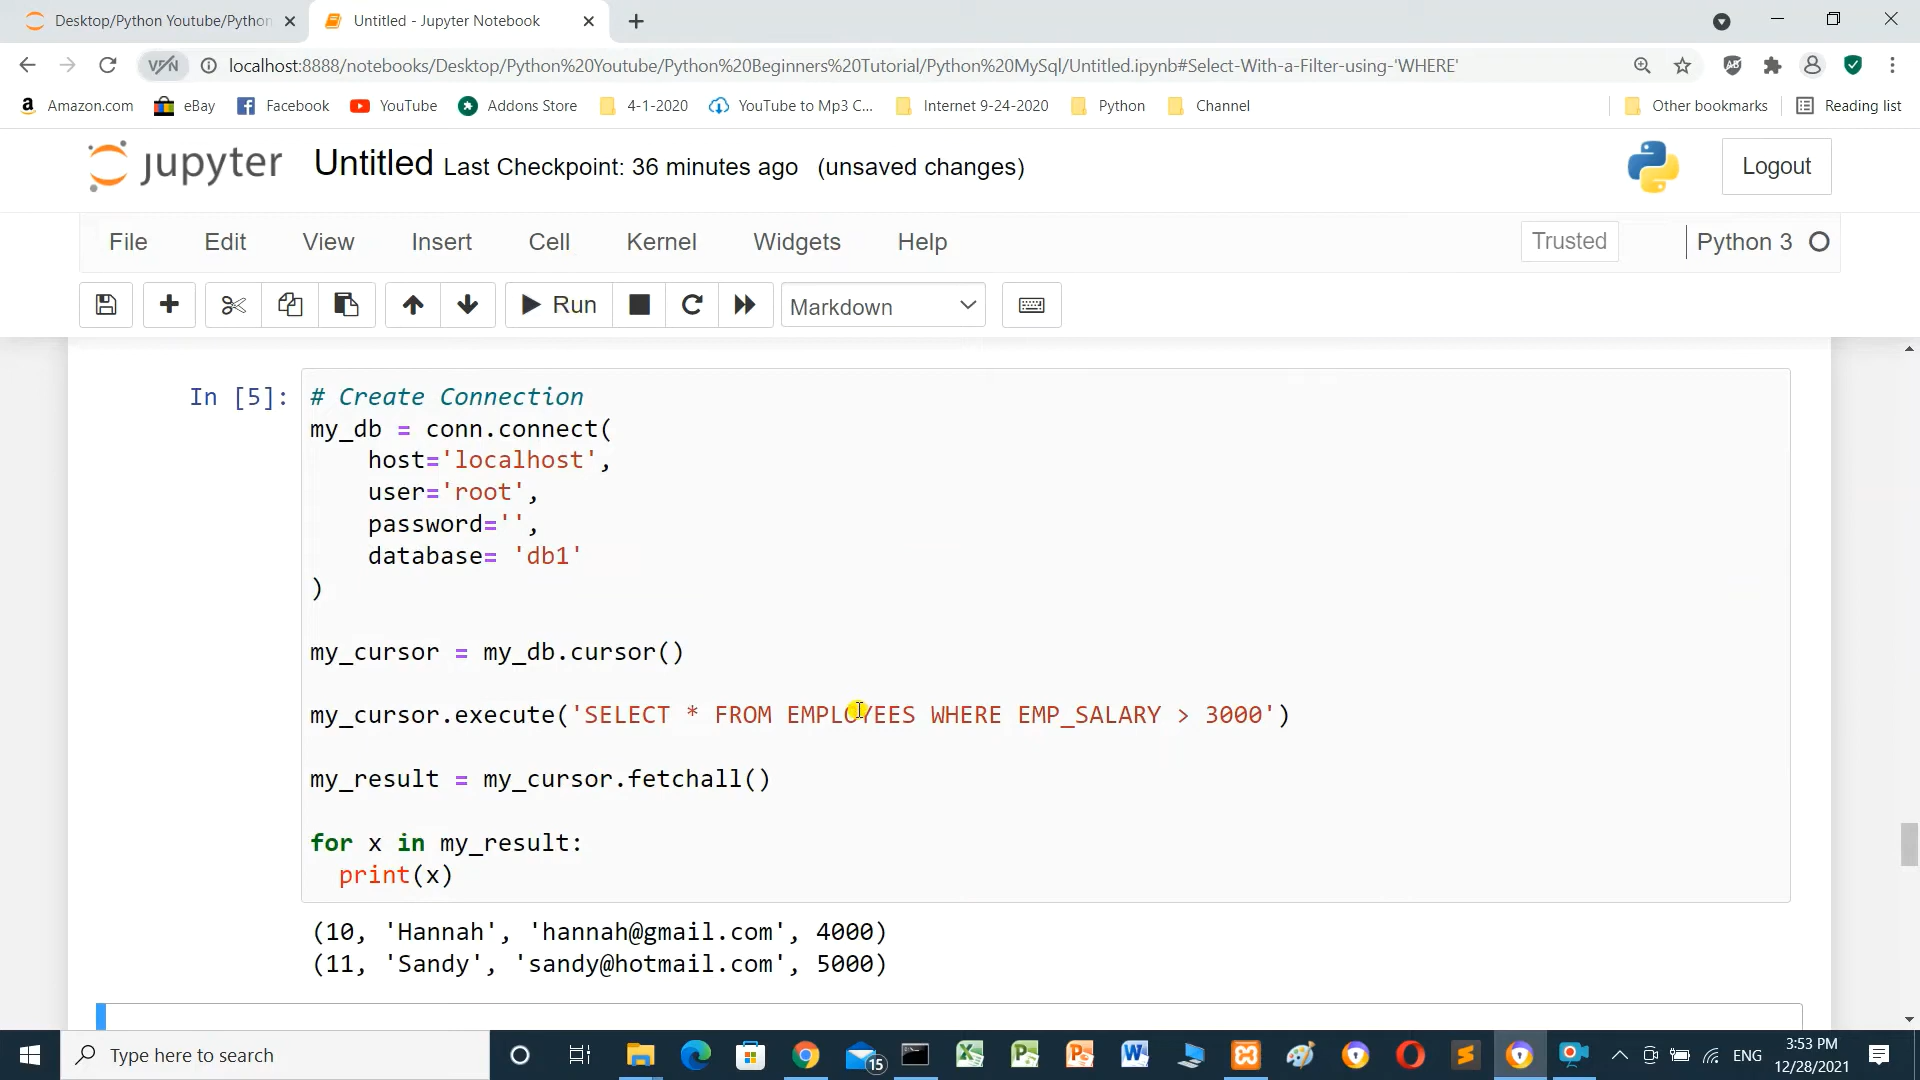 Desktop/Python Youtube/Python
Untitled - Jupyter Notebook
VPN
localhost:8888/notebooks/Desktop/Python%20Youtube/Python%20Beginners%20Tutorial/Python%20MySql/Untitled.ipynb#Select-With-a-Filter-using-'WHERE'
Amazon.com
eBay
Facebook
YouTube
Addons Store
4-1-2020
YouTube to Mp3 C...
Internet 9-24-2020
Python
Channel
Other bookmarks
Reading list
jupyter Untitled Last Checkpoint: 36 minutes ago (unsaved changes)
Logout
File Edit View Insert Cell Kernel Widgets Help
Trusted
Python 3
Run
Markdown
In [5]: # Create Connection
my_db = conn.connect(
host='localhost',
user='root',
password='',
database= 'db1'
)
my_cursor = my_db.cursor()
my_cursor.execute('SELECT * FROM EMPLOYEES WHERE EMP_SALARY > 3000')
my_result = my_cursor.fetchall()
for x in my_result:
print(x)
(10, 'Hannah', 'hannah@gmail.com', 4000)
(11, 'Sandy', 'sandy@hotmail.com', 5000)
Type here to search
15
ENG
3:53 PM
12/28/2021